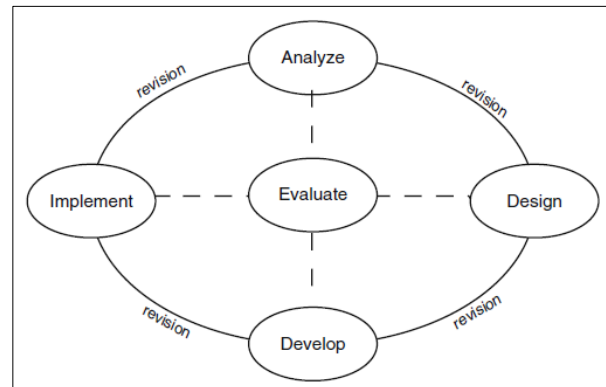 Analyze
revision
revision
Implement
Evaluate
Design
revision
revision
Develop